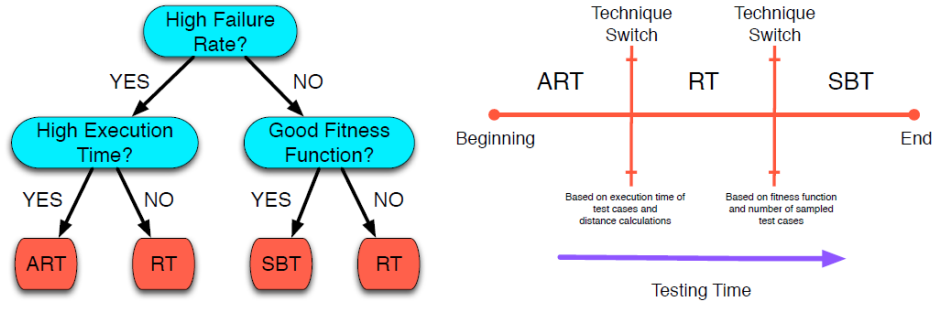 High Failure
Rate?
YES
NO
High Execution
Time?
Good Fitness
Function?
YES
NO
YES
NO
ART
RT
SBT
RT
Technique
Switch
Technique
Switch
ART
RT
SBT
Beginning
End
Based on execution time of
test cases and
distance calculations
Based on fitness function
and number of sampled
test cases
Testing Time